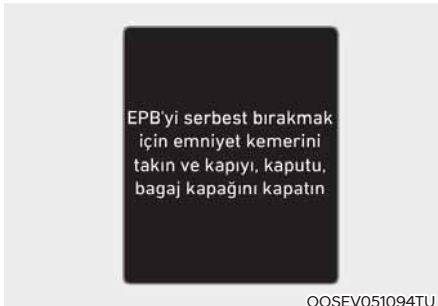 EPB'yi serbest bırakmak
için emniyet kemerini
takın ve kapıyı, kaputu,
bagaj kapağını kapatın
OOSEV051094TU